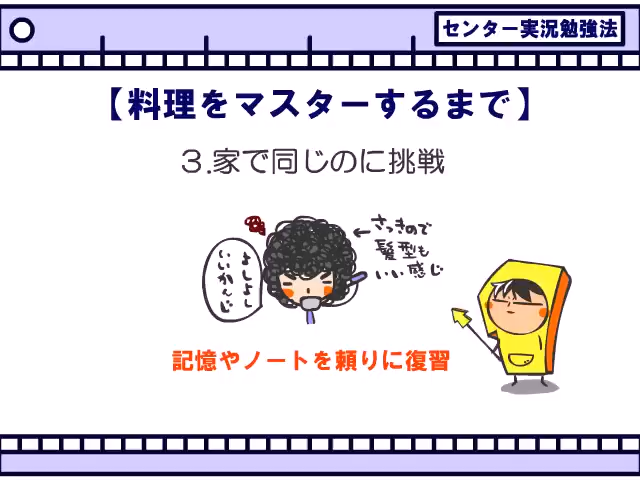 センター実況勉強法
【料理をマスターするまで】
3.家で同じのに挑戦
さっきので
髪型も
いい感じ
よしよし
いいかんじ
記憶やノートを頼りに復習